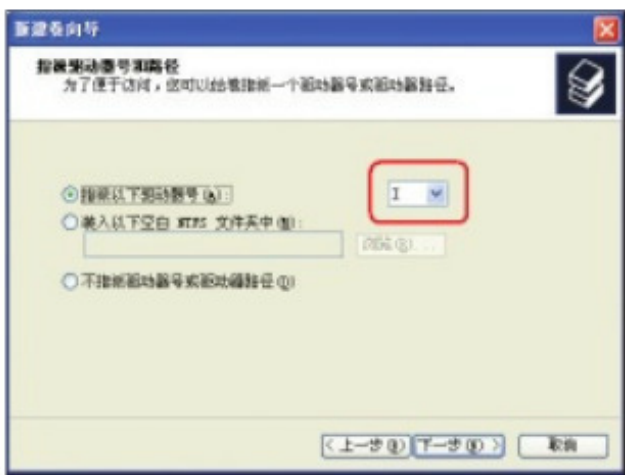 新建卷向导
指派驱动器号和路径
为了便于访问，您可以给卷指派一个驱动器号或驱动器路径。
指派以下驱动器号(A): I
装入以下空白 NTFS 文件夹中(M):
浏览(R)...
不指派驱动器号或驱动器路径(D)
<上一步(B) 下一步(N)> 取消